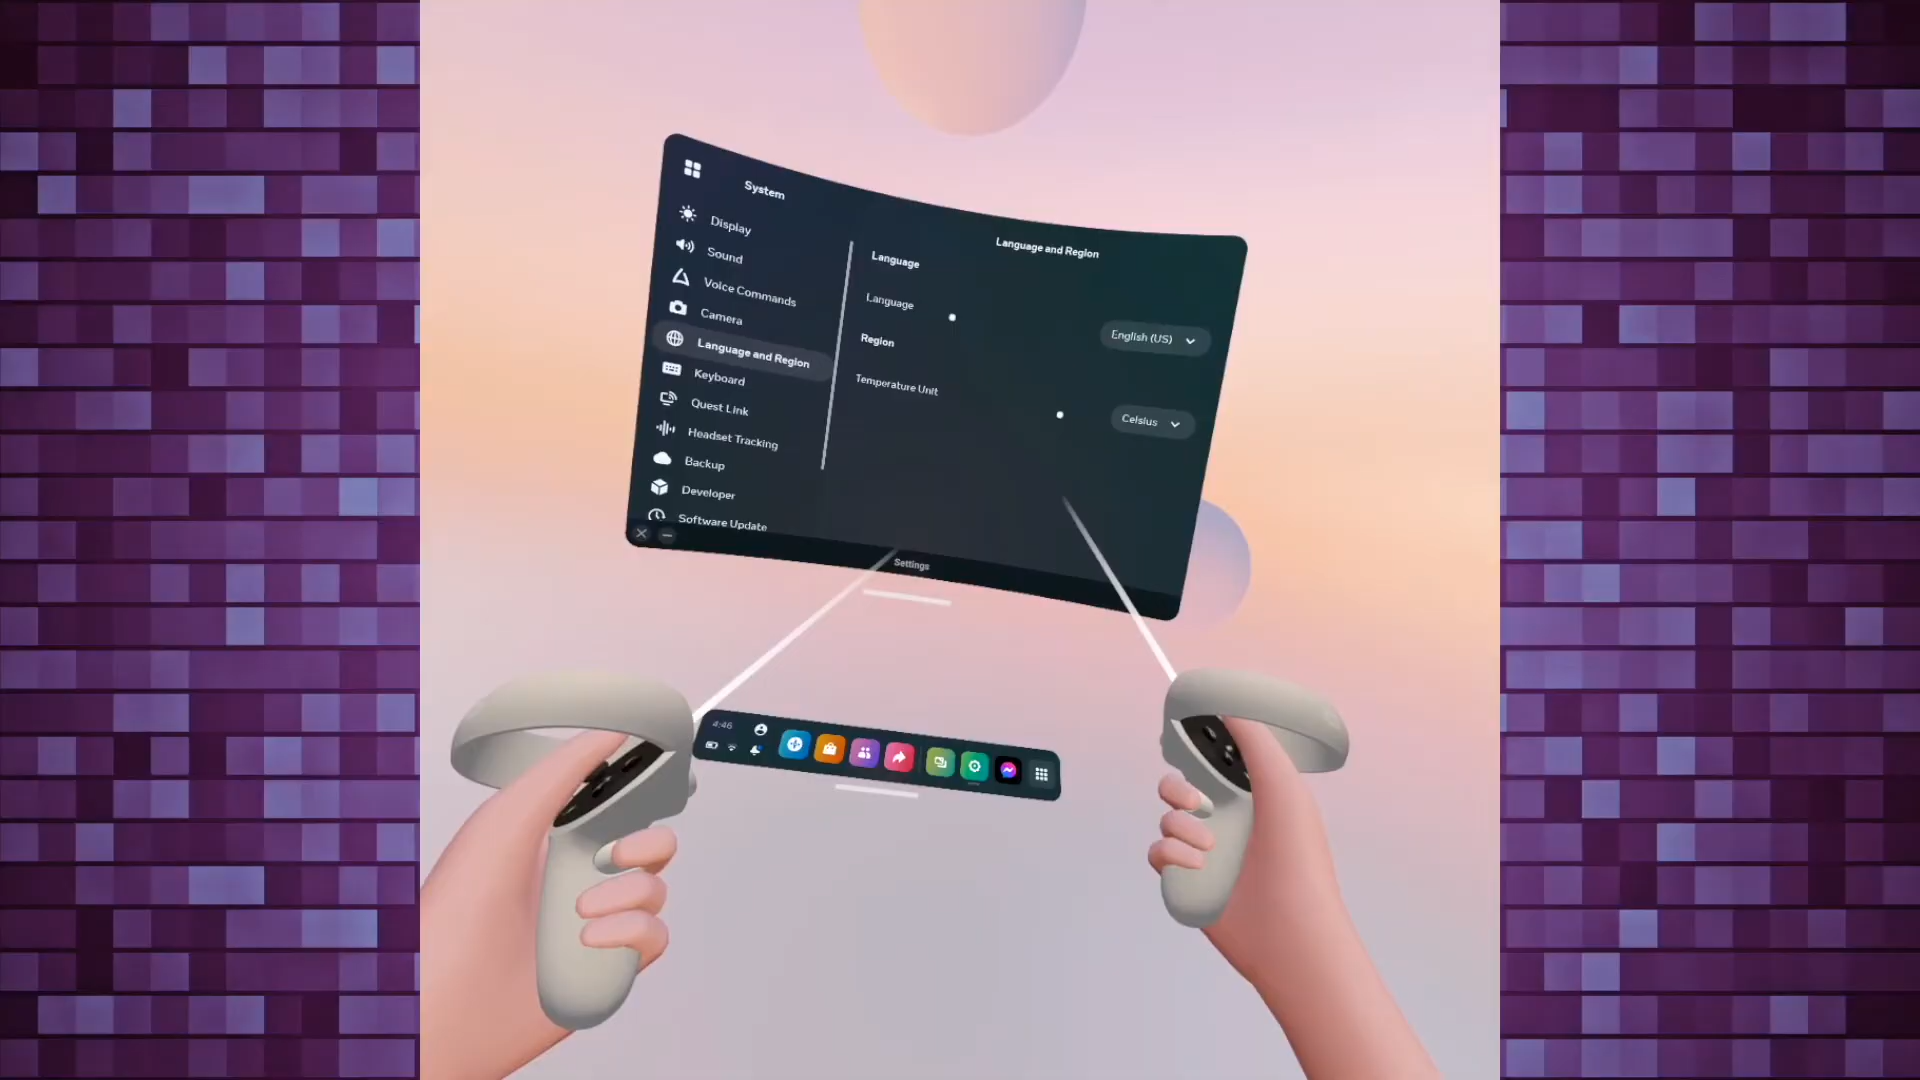 System
Display
Sound
Voice Commands
Camera
Language and Region
Keyboard
Quest Link
Headset Tracking
Backup
Developer
Software Update
Language and Region
Language
Language
English (US)
Region
Temperature Unit
Celsius
Settings
4:46